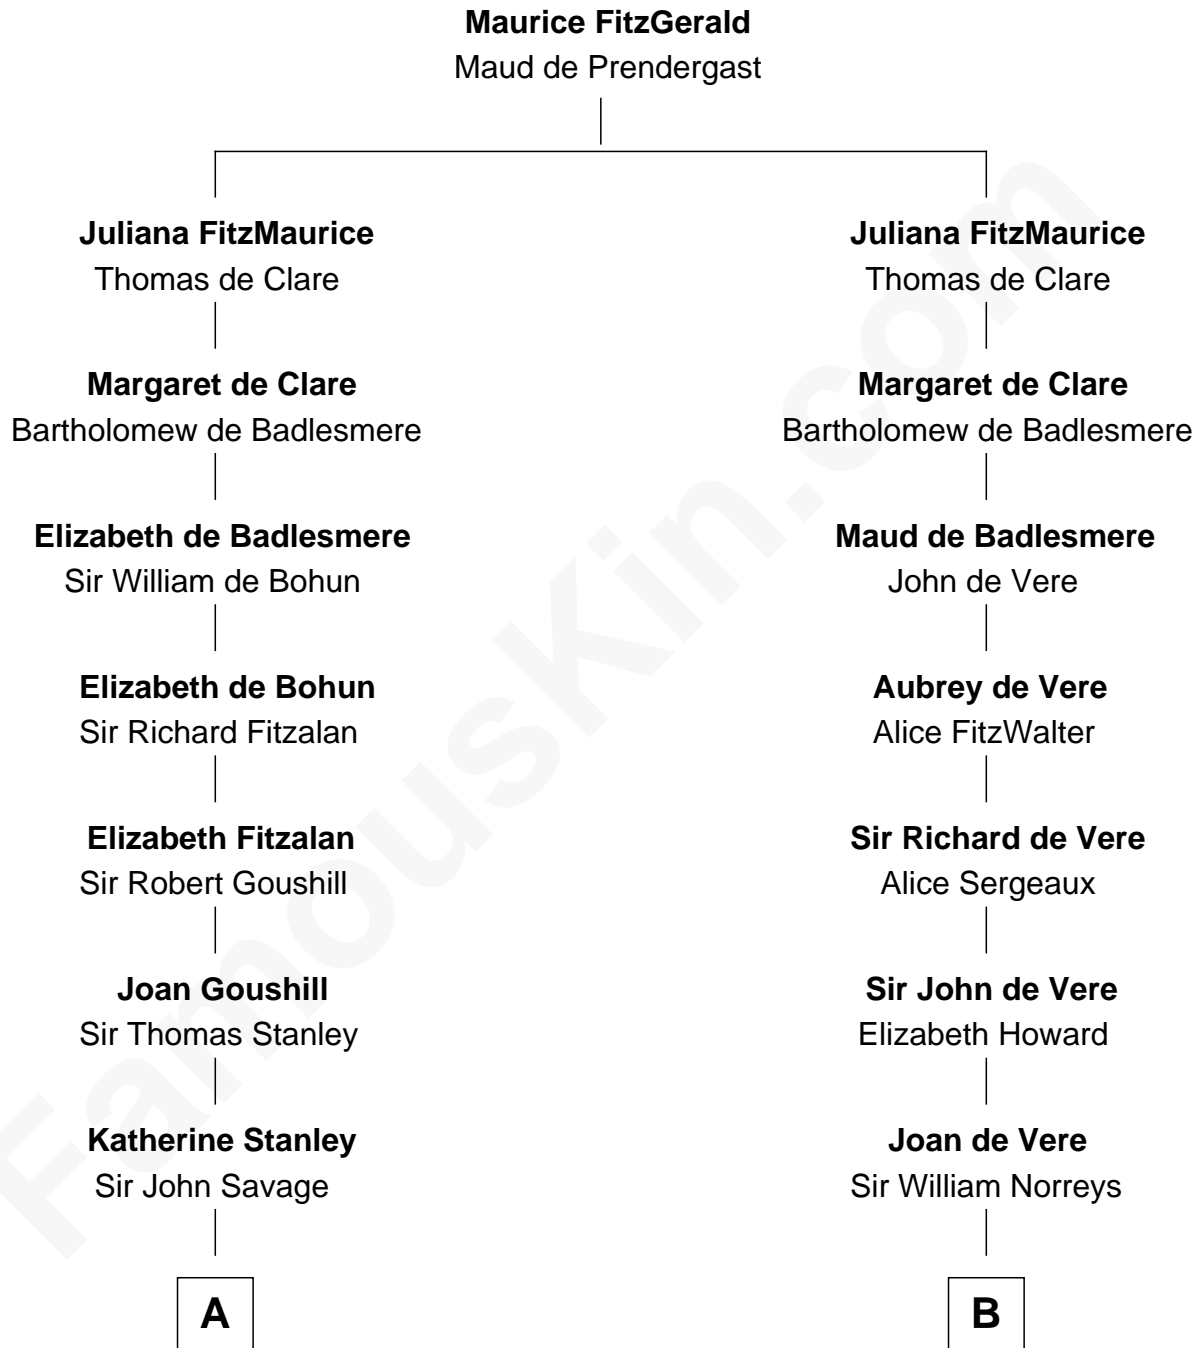 Maurice FitzGerald
Maud de Prendergast
Juliana FitzMaurice
Thomas de Clare
Juliana FitzMaurice
Thomas de Clare
Margaret de Clare
Bartholomew de Badlesmere
Margaret de Clare
Bartholomew de Badlesmere
Elizabeth de Badlesmere
Sir William de Bohun
Maud de Badlesmere
John de Vere
Elizabeth de Bohun
Sir Richard Fitzalan
Aubrey de Vere
Alice FitzWalter
Elizabeth Fitzalan
Sir Robert Goushill
Sir Richard de Vere
Alice Sergeaux
Joan Goushill
Sir Thomas Stanley
Sir John de Vere
Elizabeth Howard
Katherine Stanley
Sir John Savage
Joan de Vere
Sir William Norreys
A
B
FamousKin.com